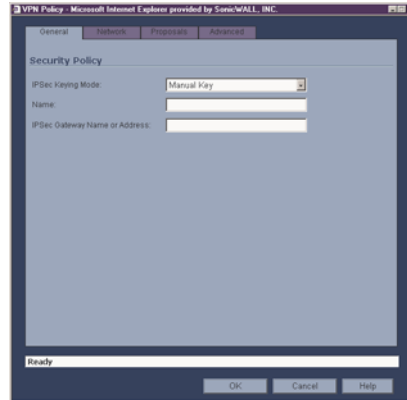 VPN Policy - Microsoft Internet Explorer provided by SonicWALL, INC.
General Network Proposals Advanced
Security Policy
IPSec Keying Mode: Manual Key
Name:
IPSec Gateway Name or Address:
Ready
OK Cancel Help